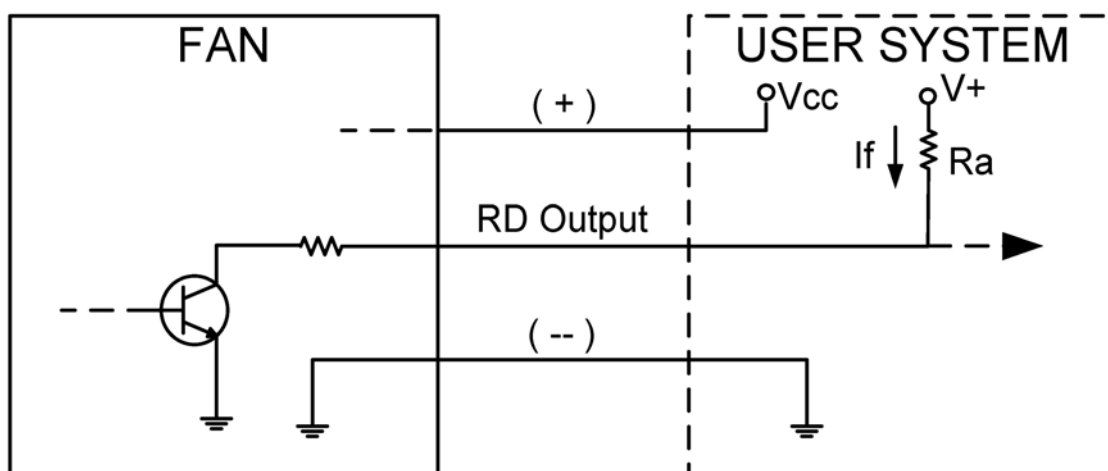 FAN
USER SYSTEM
( + )
Vcc
V+
If
Ra
RD Output
( -- )